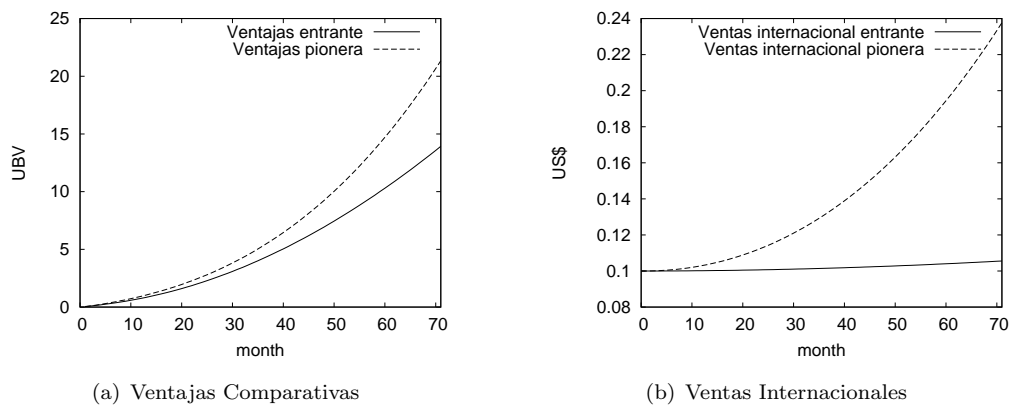 25
20
15
10
5
0
0 10 20 30 40 50 60 70
UBV
month
Ventajas entrante
Ventajas pionera
(a) Ventajas Comparativas
0.24
0.22
0.2
0.18
0.16
0.14
0.12
0.1
0.08
0 10 20 30 40 50 60 70
US$
month
Ventas internacional entrante
Ventas internacional pionera
(b) Ventas Internacionales